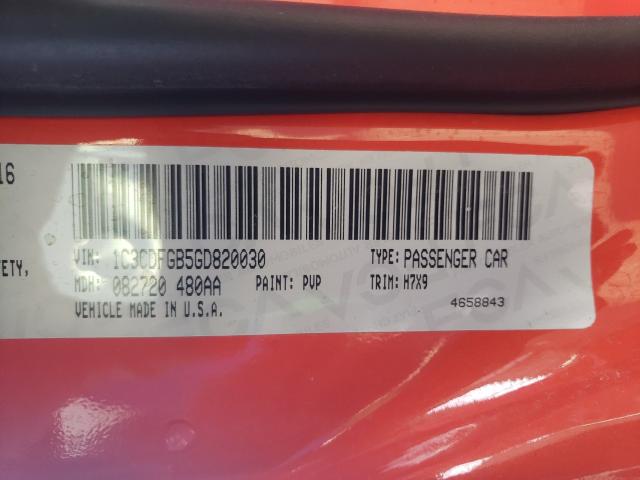 16
ETY,
VIN: 1C3CDFGB5GD820030 TYPE: PASSENGER CAR
MDH: 082720 480AA PAINT: PVP TRIM: H7X9
VEHICLE MADE IN U.S.A. 4658843